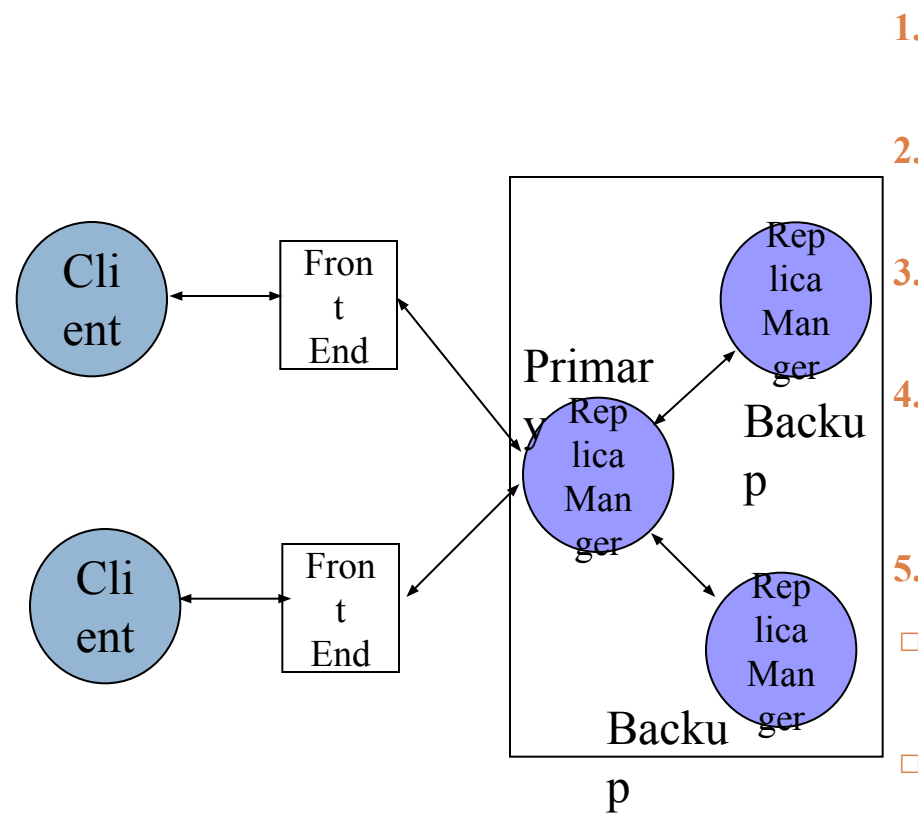 1.
2.
Cli
ent
Fron
t
End
Rep
lica
Man
ger
3.
Primar
y
Rep
lica
Man
ger
4.
Backu
p
Cli
ent
Fron
t
End
5.
Rep
lica
Man
ger
□
Backu
p
□